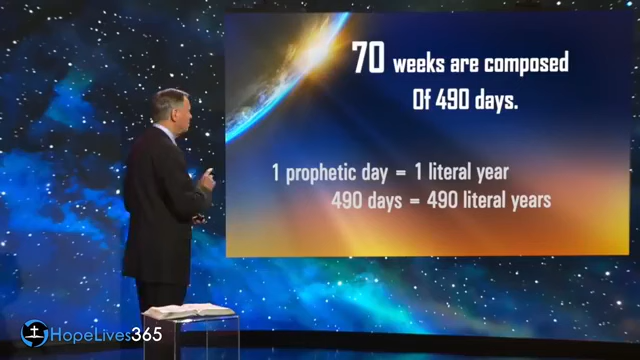 70 weeks are composed
Of 490 days.
1 prophetic day = 1 literal year
490 days = 490 literal years
HopeLives365